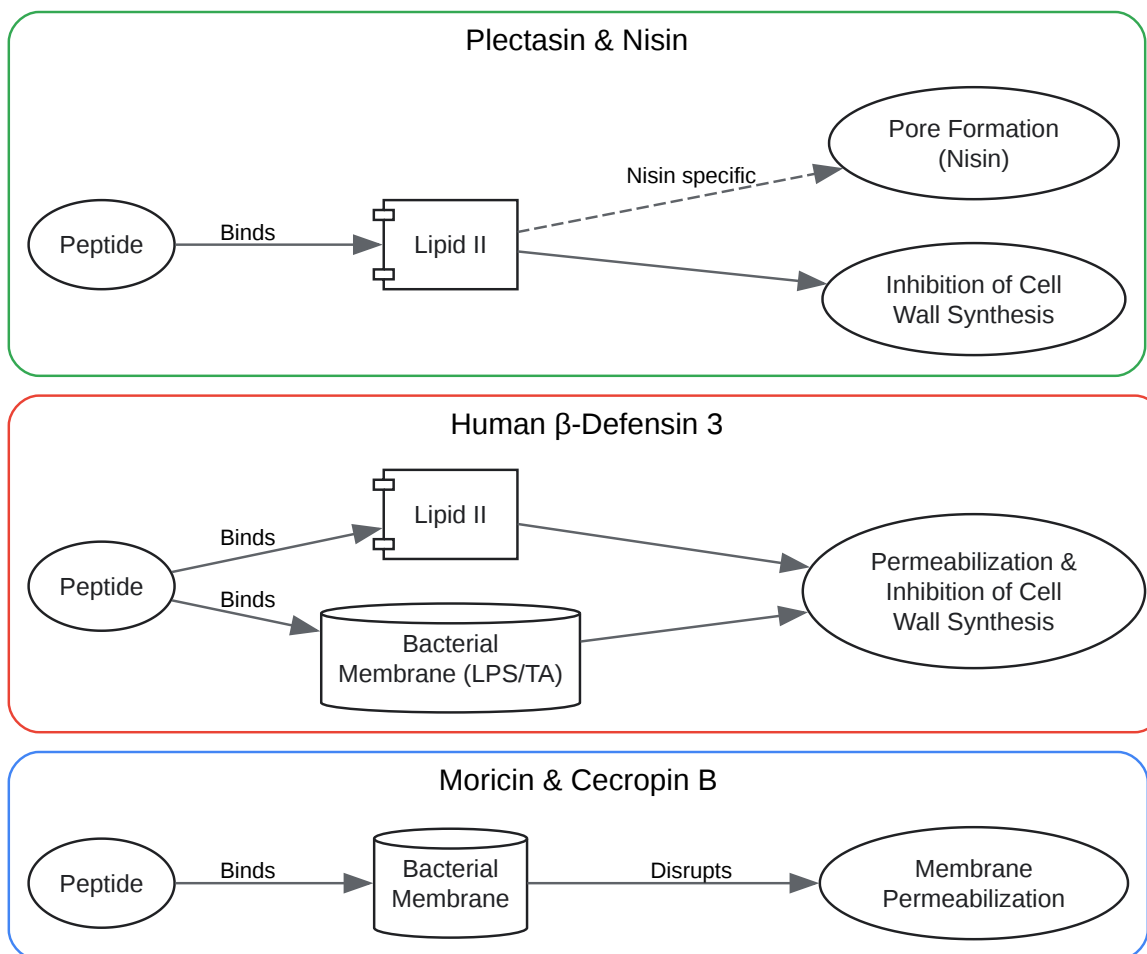 Plectasin & Nisin
Pore Formation
(Nisin)
Nisin specific
Peptide
Binds
Lipid II
Inhibition of Cell
Wall Synthesis
Human β-Defensin 3
Lipid II
Binds
Peptide
Binds
Permeabilization &
Inhibition of Cell
Wall Synthesis
Bacterial
Membrane (LPS/TA)
Moricin & Cecropin B
Peptide
Binds
Bacterial
Membrane
Disrupts
Membrane
Permeabilization